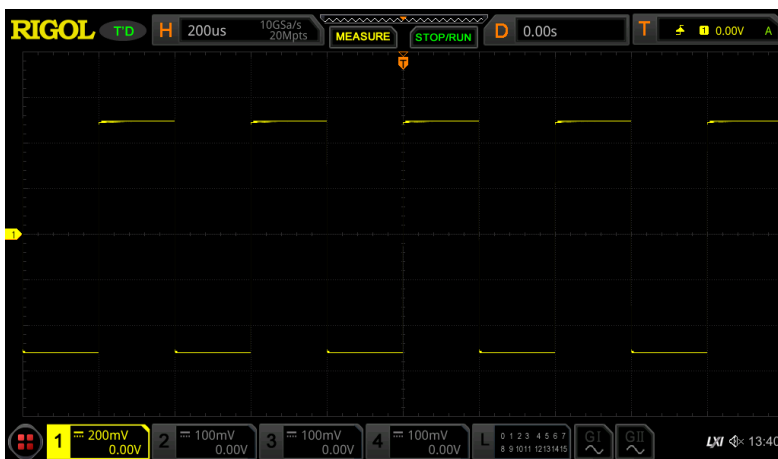 RIGOL T'D H 200us 10GSa/s 20Mpts MEASURE STOP/RUN D 0.00s T 1 0.00V A
T
1
1 200mV 0.00V 2 100mV 0.00V 3 100mV 0.00V 4 100mV 0.00V L 0 1 2 3 4 5 6 7 8 9 10 11 12 13 14 15 GI GII LXI 13:40